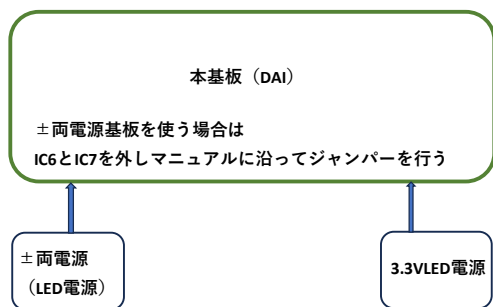 本基板（DAI）
±両電源基板を使う場合は
IC6とIC7を外しマニュアルに沿ってジャンパーを行う
±両電源
（LED電源）
3.3VLED電源